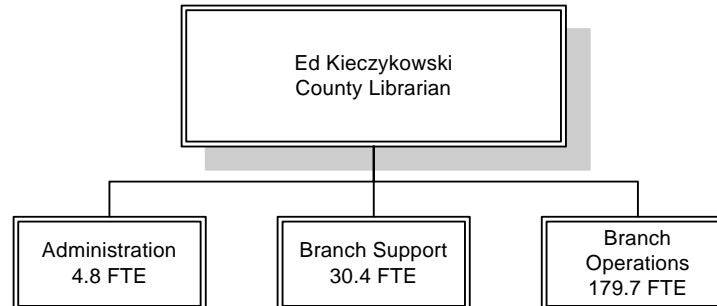 Ed Kieczykowski
County Librarian
Administration
4.8 FTE
Branch Support
30.4 FTE
Branch
Operations
179.7 FTE